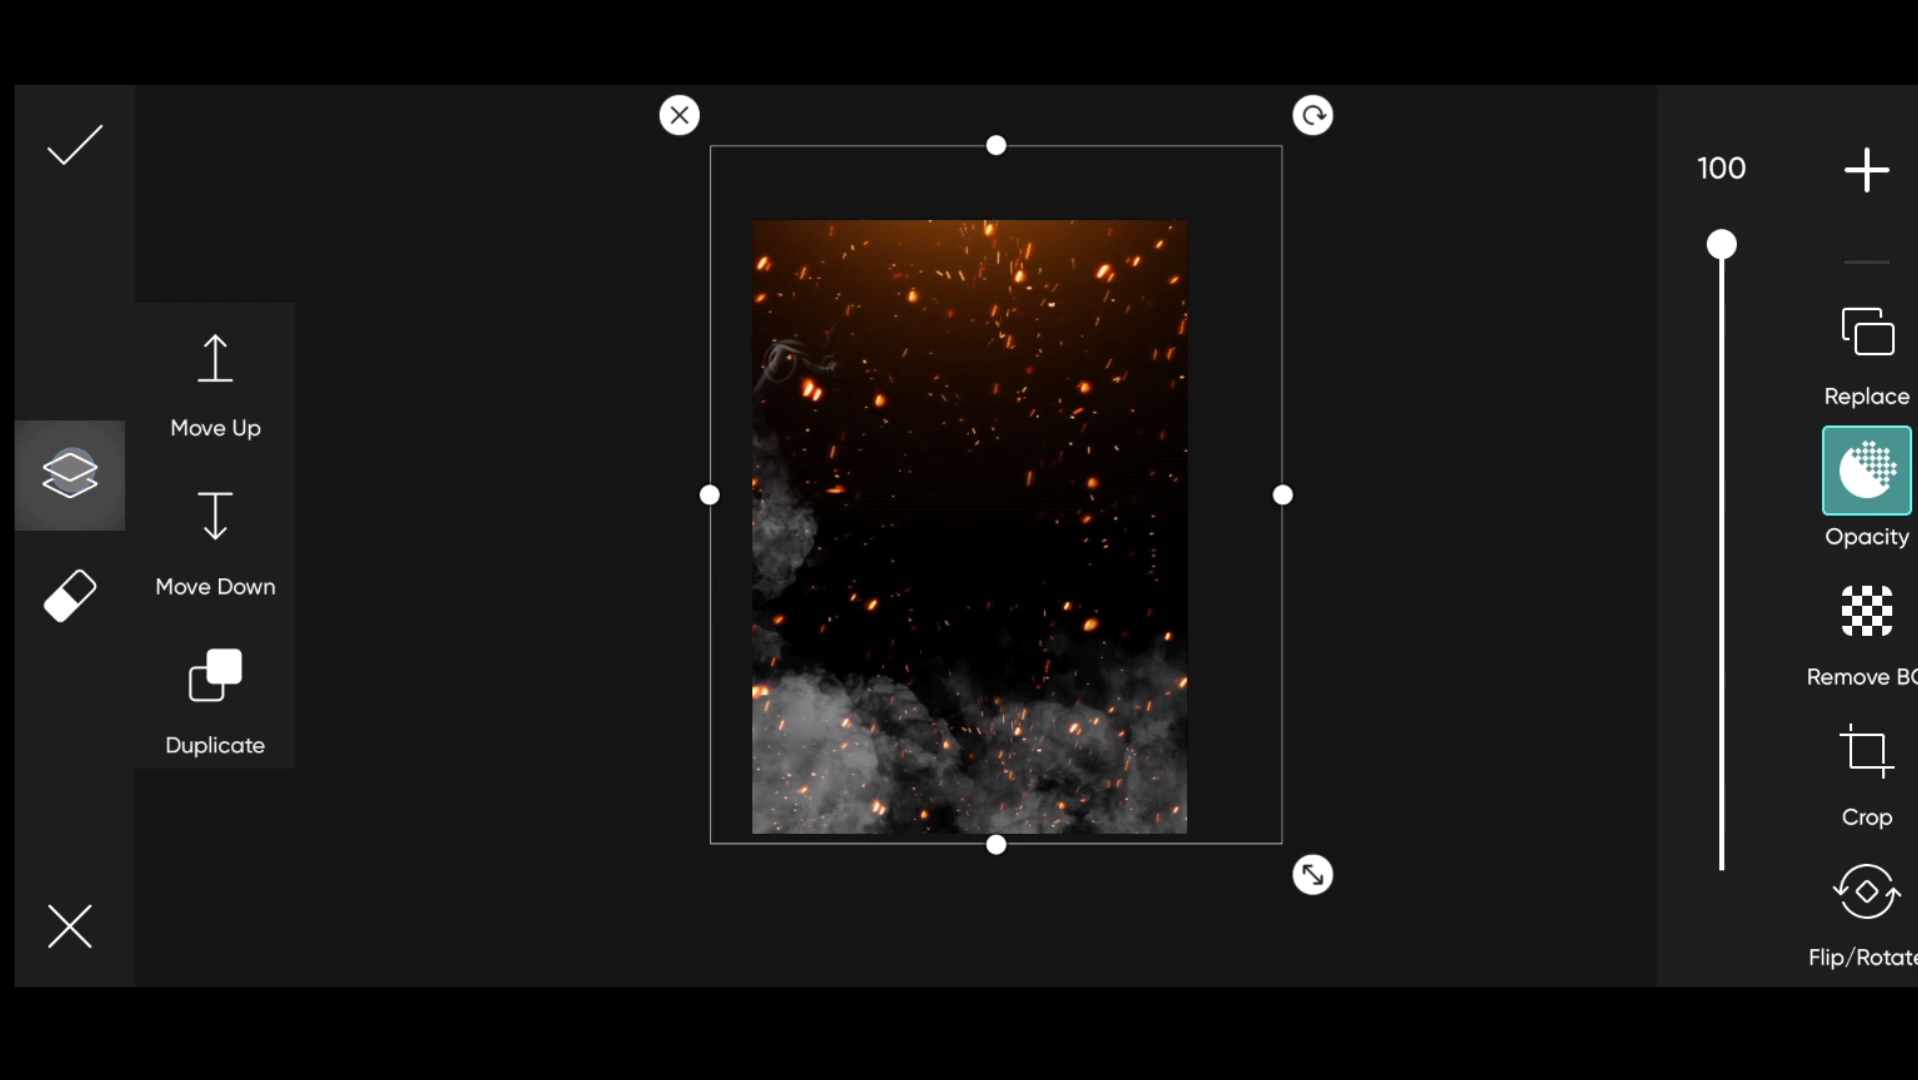 100
Move Up
Move Down
Duplicate
Replace
Opacity
Remove BG
Crop
Flip/Rotate